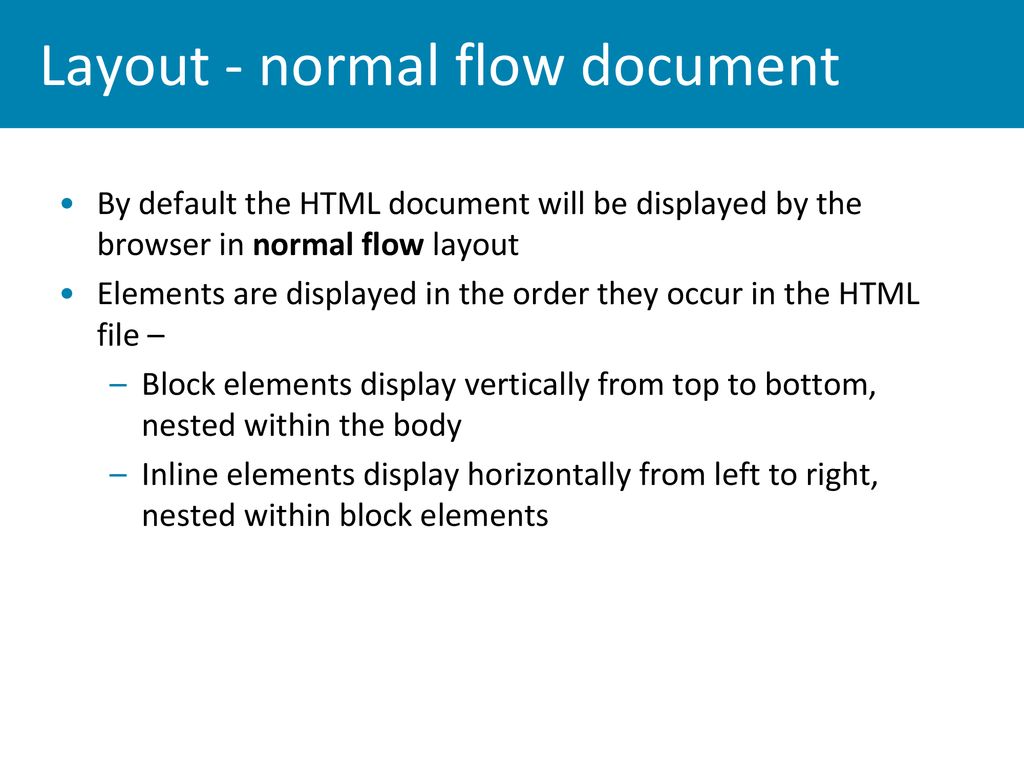 Layout - normal flow document
• By default the HTML document will be displayed by the
browser in normal flow layout
• Elements are displayed in the order they occur in the HTML
file –
– Block elements display vertically from top to bottom,
nested within the body
– Inline elements display horizontally from left to right,
nested within block elements